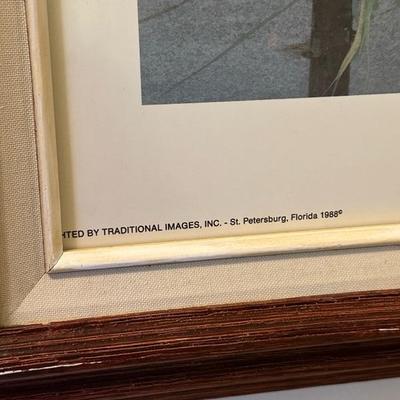 HTED BY TRADITIONAL IMAGES, INC. - St. Petersburg, Florida 1988©